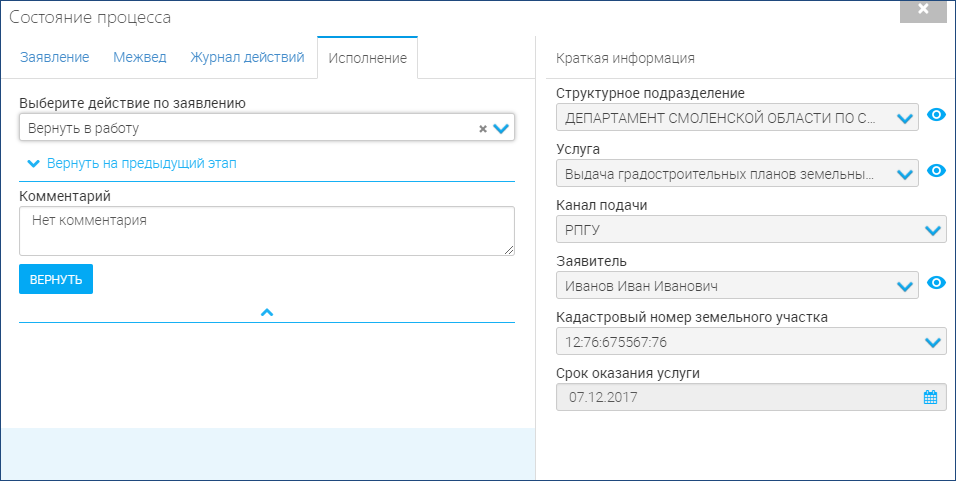 Состояние процесса
Заявление
Межвед
Журнал действий
Исполнение
Выберите действие по заявлению
Вернуть в работу
Вернуть на предыдущий этап
Комментарий
Нет комментария
ВЕРНУТЬ
Краткая информация
Структурное подразделение
ДЕПАРТАМЕНТ СМОЛЕНСКОЙ ОБЛАСТИ ПО С...
Услуга
Выдача градостроительных планов земельны...
Канал подачи
РПГУ
Заявитель
Иванов Иван Иванович
Кадастровый номер земельного участка
12:76:675567:76
Срок оказания услуги
07.12.2017